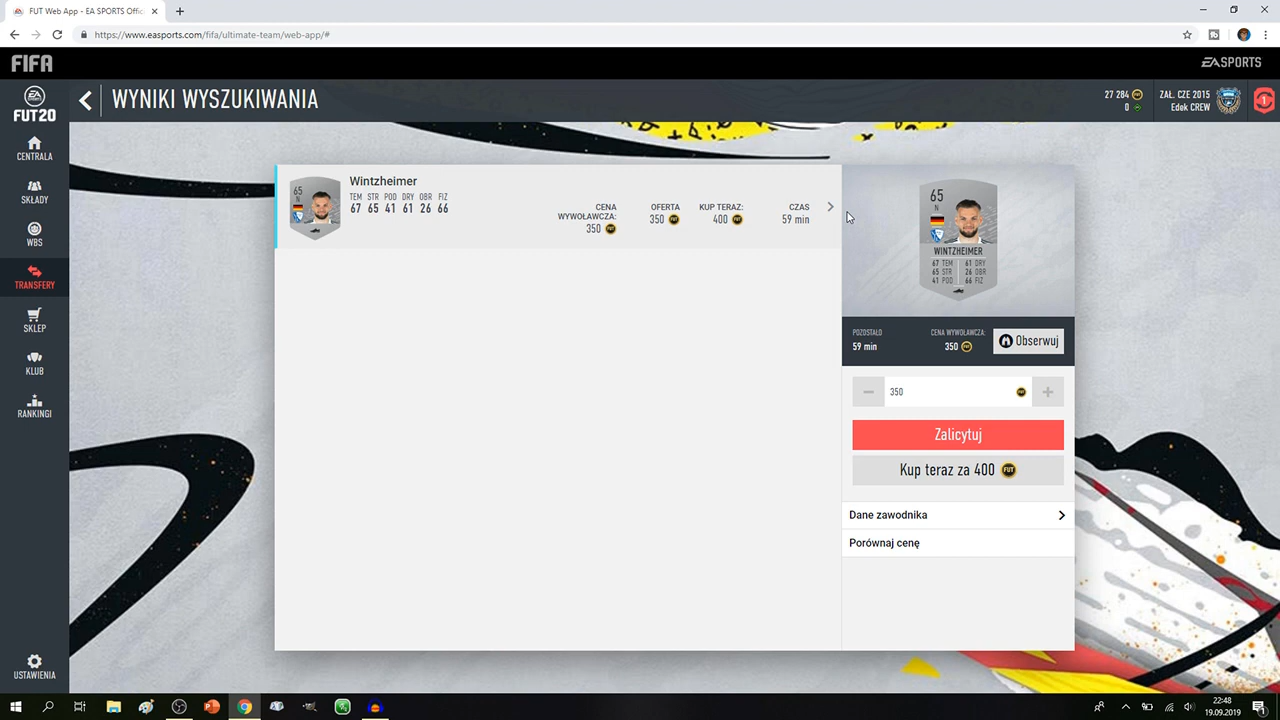 FUT Web App - EA SPORTS Offici
https://www.easports.com/fifa/ultimate-team/web-app/#
FIFA
EA SPORTS
FUT20
WYNIKI WYSZUKIWANIA
27 284 FUT
0
ZAŁ. CZE 2015
Edek CREW
1
CENTRALA
SKŁADY
WBS
TRANSFERY
SKLEP
KLUB
RANKINGI
USTAWIENIA
65
N
Wintzheimer
TEM STR POD DRY OBR FIZ
67 65 41 61 26 66
CENA WYWOŁAWCZA:
350
OFERTA
350
KUP TERAZ:
400
CZAS
59 min
65
N
WINTZHEIMER
67 TEM 61 DRY
65 STR 26 OBR
41 POD 66 FIZ
POZOSTAŁO
59 min
CENA WYWOŁAWCZA:
350
Obserwuj
350
Zalicytuj
Kup teraz za 400 FUT
Dane zawodnika
Porównaj cenę
22:48
19.09.2019
1